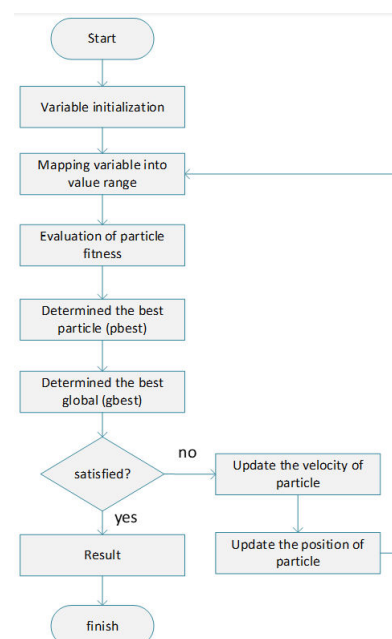 Start
Variable initialization
Mapping variable into
value range
Evaluation of particle
fitness
Determined the best
particle (pbest)
Determined the best
global (gbest)
satisfied?
no
Update the velocity of
particle
yes
Update the position of
particle
Result
finish